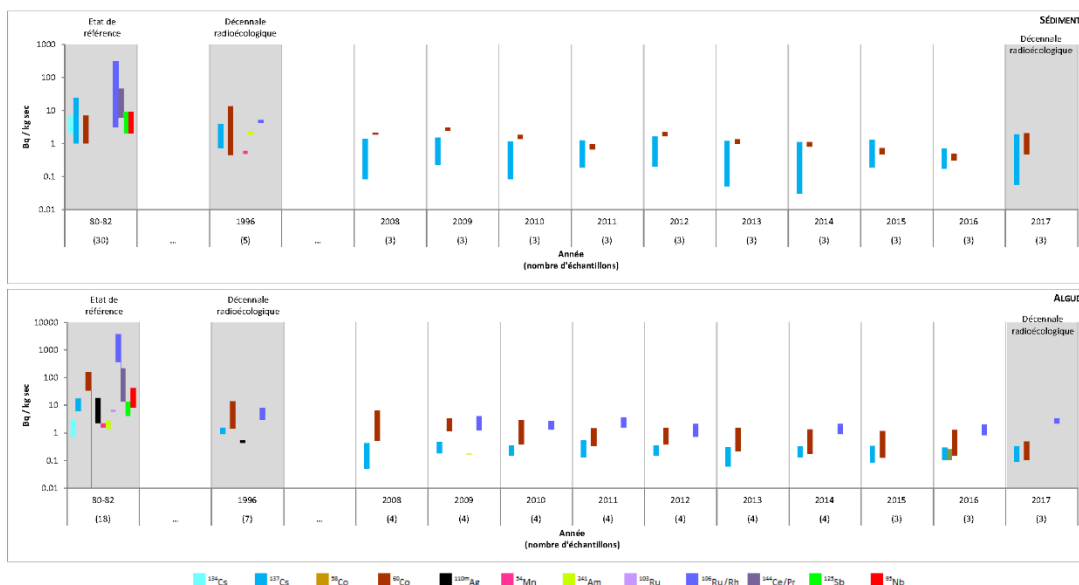 SÉDIMENT
Etat de référence
Décennale radioécologique
Décennale radioécologique
Bq / kg sec
1000
100
10
1
0.1
0.01
80-82 ... 1996 ... 2008 2009 2010 2011 2012 2013 2014 2015 2016 2017
(30) ... (5) ... (3) (3) (3) (3) (3) (3) (3) (3) (3) (3)
Année
(nombre d'échantillons)
ALGUE
Etat de référence
Décennale radioécologique
Décennale radioécologique
Bq / kg sec
10000
1000
100
10
1
0.1
0.01
80-82 ... 1996 ... 2008 2009 2010 2011 2012 2013 2014 2015 2016 2017
(18) ... (7) ... (4) (4) (4) (4) (4) (4) (4) (3) (3) (3)
Année
(nombre d'échantillons)
134Cs 137Cs 58Co 60Co 110mAg 54Mn 241Am 103Ru 106Ru/Rh 144Ce/Pr 125Sb 95Nb